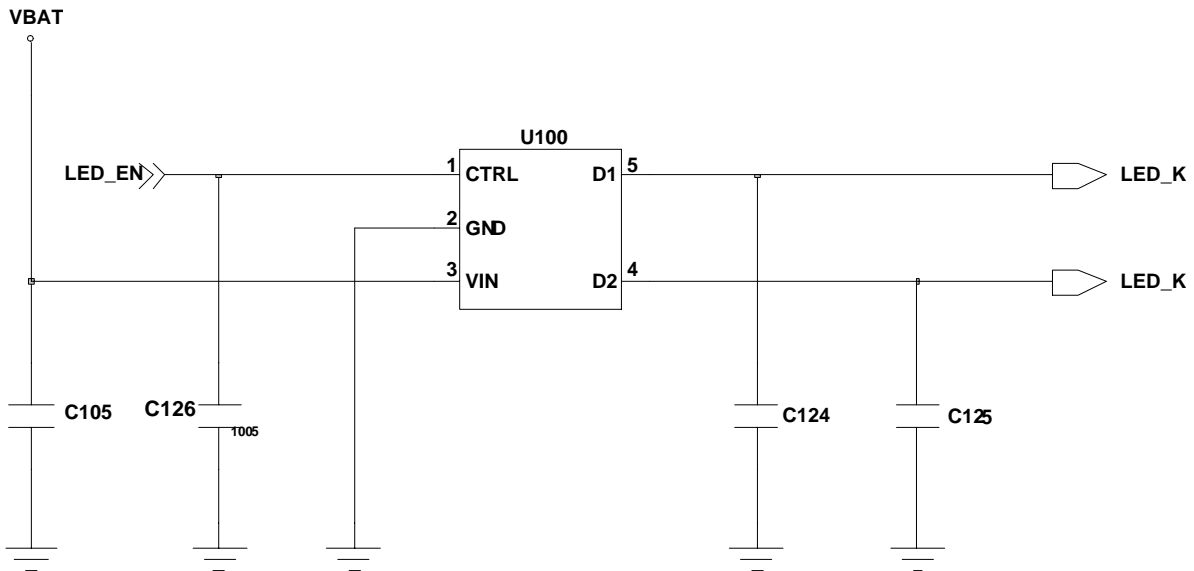 VBAT
U100
LED_EN 1 CTRL D1 5 LED_K
2 GND
3 VIN D2 4 LED_K
C105 C126 1005 C124 C125